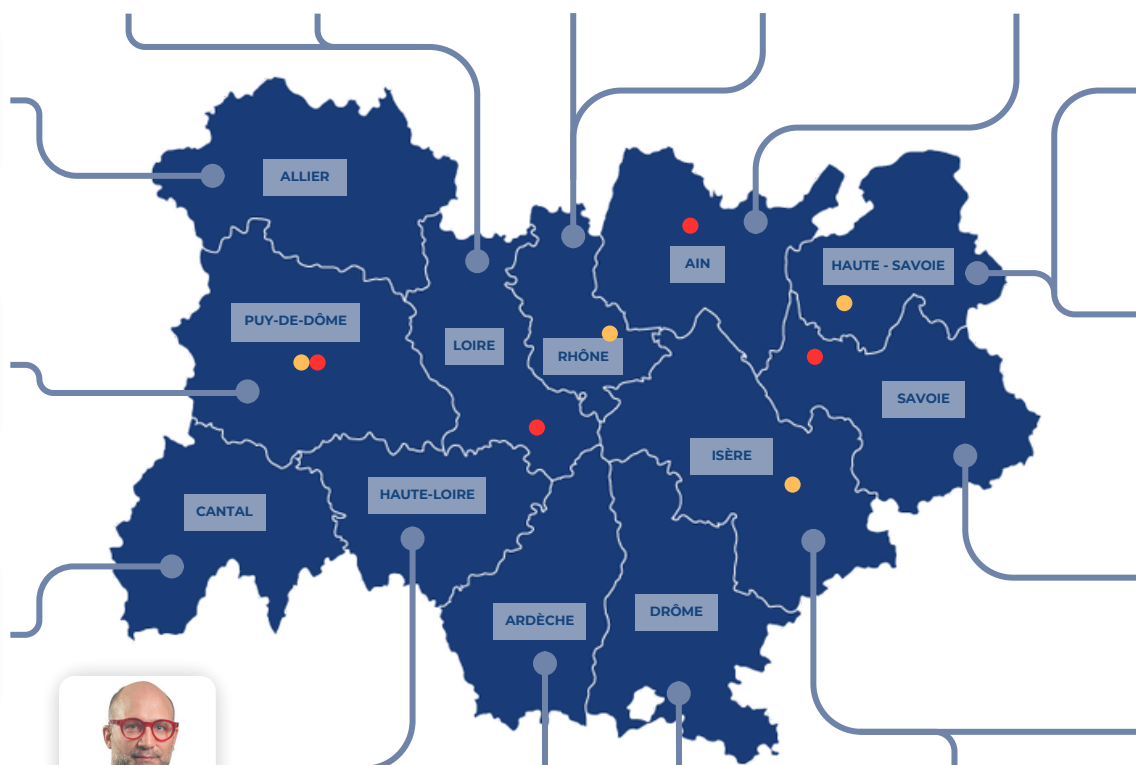 ALLIER
AIN
HAUTE - SAVOIE
PUY-DE-DÔME
LOIRE
RHÔNE
SAVOIE
ISÈRE
HAUTE-LOIRE
CANTAL
DRÔME
ARDÈCHE